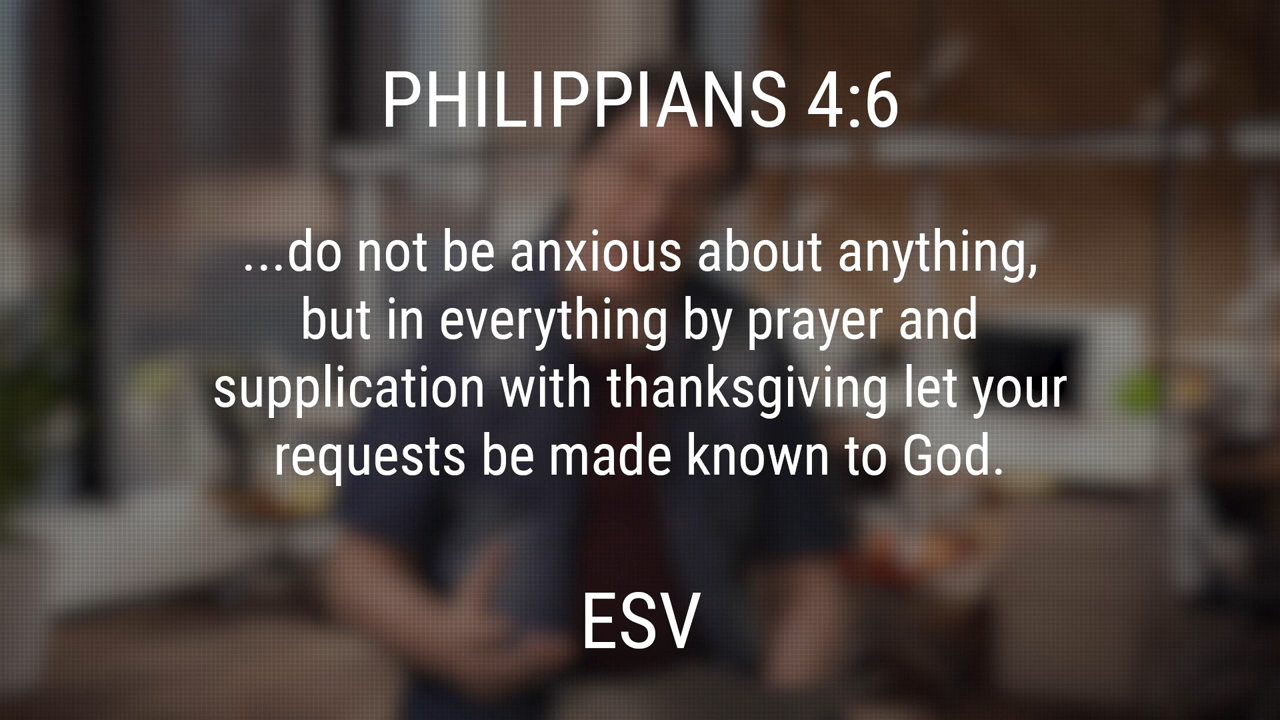 PHILIPPIANS 4:6
...do not be anxious about anything,
but in everything by prayer and
supplication with thanksgiving let your
requests be made known to God.
ESV